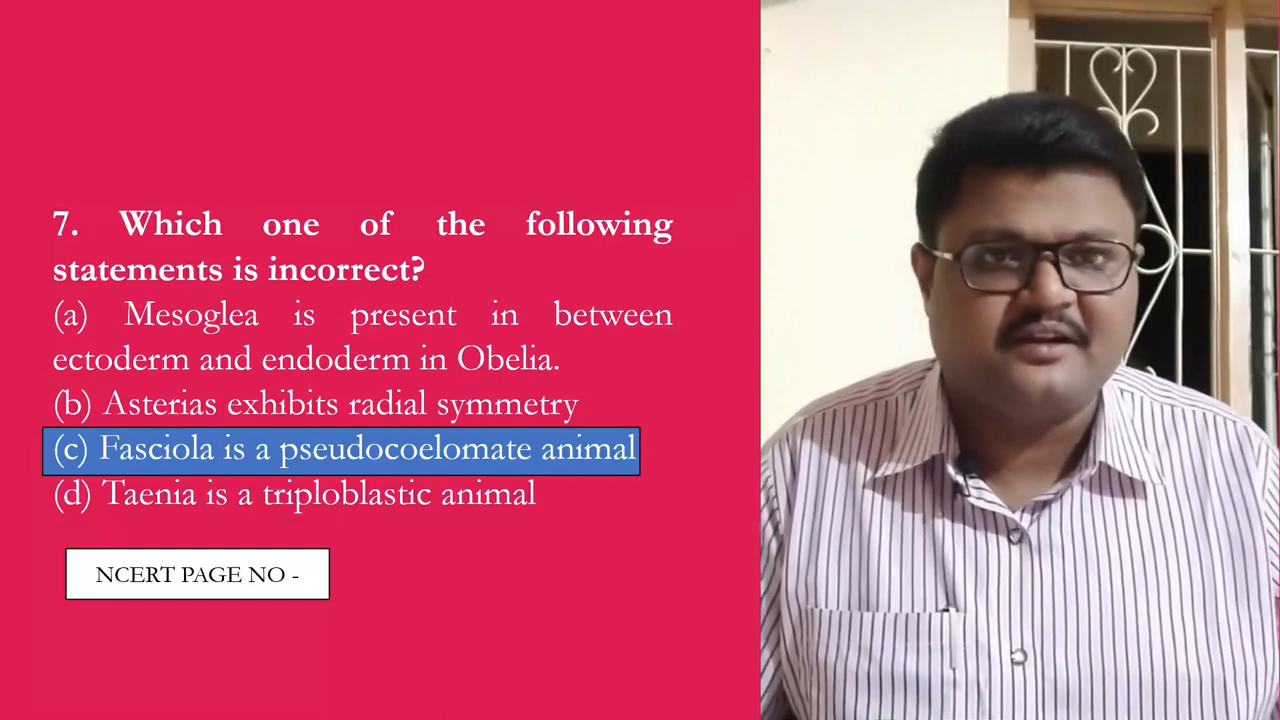 7. Which one of the following
statements is incorrect?
(a) Mesoglea is present in between
ectoderm and endoderm in Obelia.
(b) Asterias exhibits radial symmetry
(c) Fasciola is a pseudocoelomate animal
(d) Taenia is a triploblastic animal
NCERT PAGE NO -